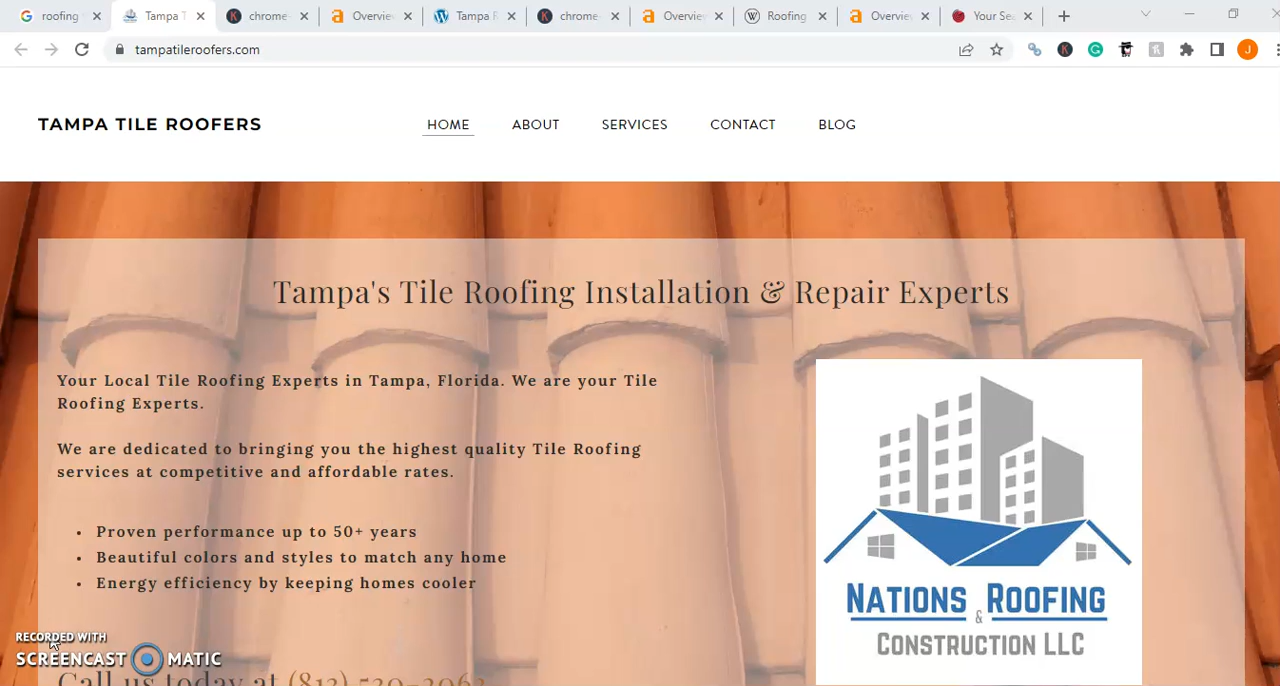 roofing
Tampa T
chrome-
Overvie
Tampa R
chrome-
Overvie
Roofing
Overvie
Your Se
tampatileroofers.com
J
TAMPA TILE ROOFERS
HOME
ABOUT
SERVICES
CONTACT
BLOG
Tampa's Tile Roofing Installation & Repair Experts
Your Local Tile Roofing Experts in Tampa, Florida. We are your Tile
Roofing Experts.
We are dedicated to bringing you the highest quality Tile Roofing
services at competitive and affordable rates.
• Proven performance up to 50+ years
• Beautiful colors and styles to match any home
• Energy efficiency by keeping homes cooler
NATIONS & ROOFING
CONSTRUCTION LLC
RECORDED WITH
SCREENCAST MATIC
Call us today at